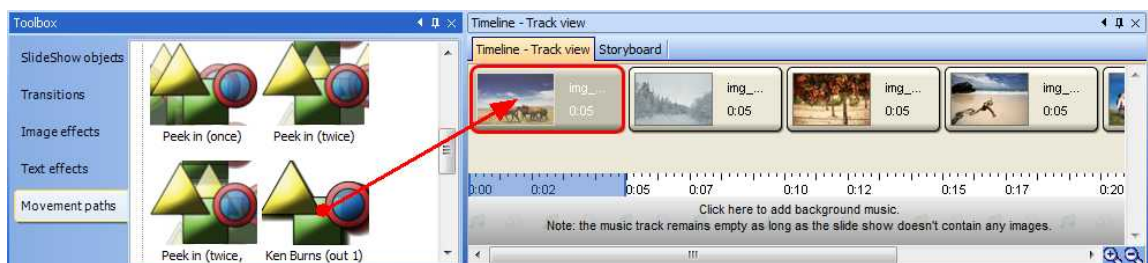 Toolbox
SlideShow objects
Transitions
Image effects
Text effects
Movement paths
Peek in (once)
Peek in (twice)
Peek in (twice,
Ken Burns (out 1)
Timeline - Track view
Timeline - Track view
Storyboard
img_...
0:05
img_...
0:05
img_...
0:05
img_...
0:05
0:00 0:02 0:05 0:07 0:10 0:12 0:15 0:17 0:20
Click here to add background music.
Note: the music track remains empty as long as the slide show doesn't contain any images.